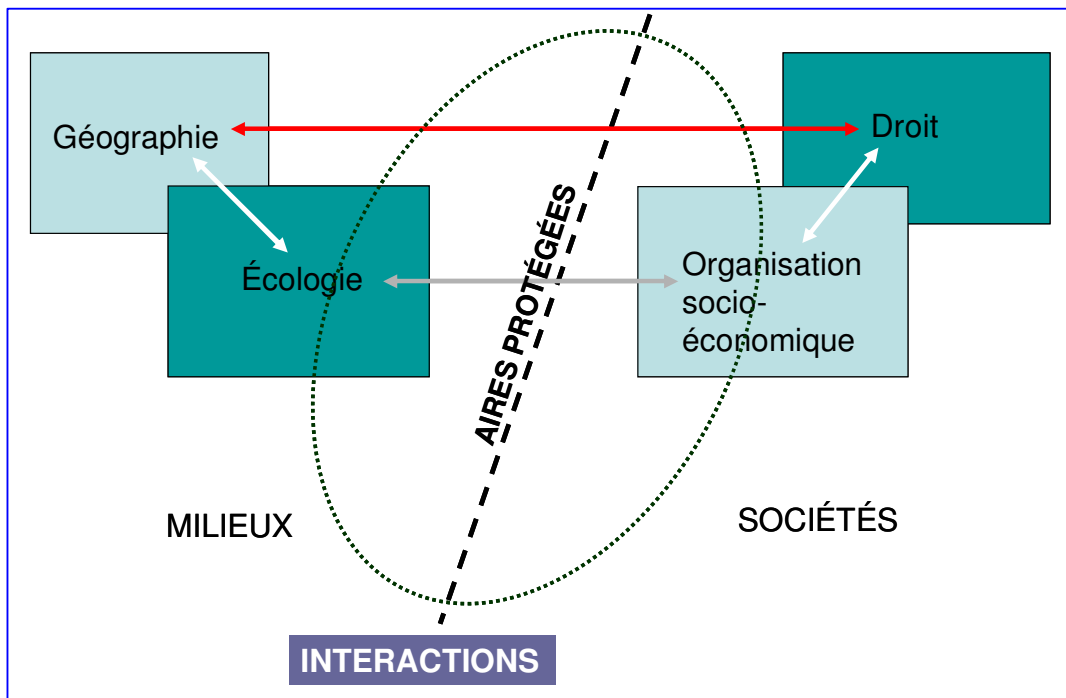 Géographie
Droit
AIRES PROTÉGÉES
Écologie
Organisation
socio-
économique
MILIEUX
SOCIÉTÉS
INTERACTIONS